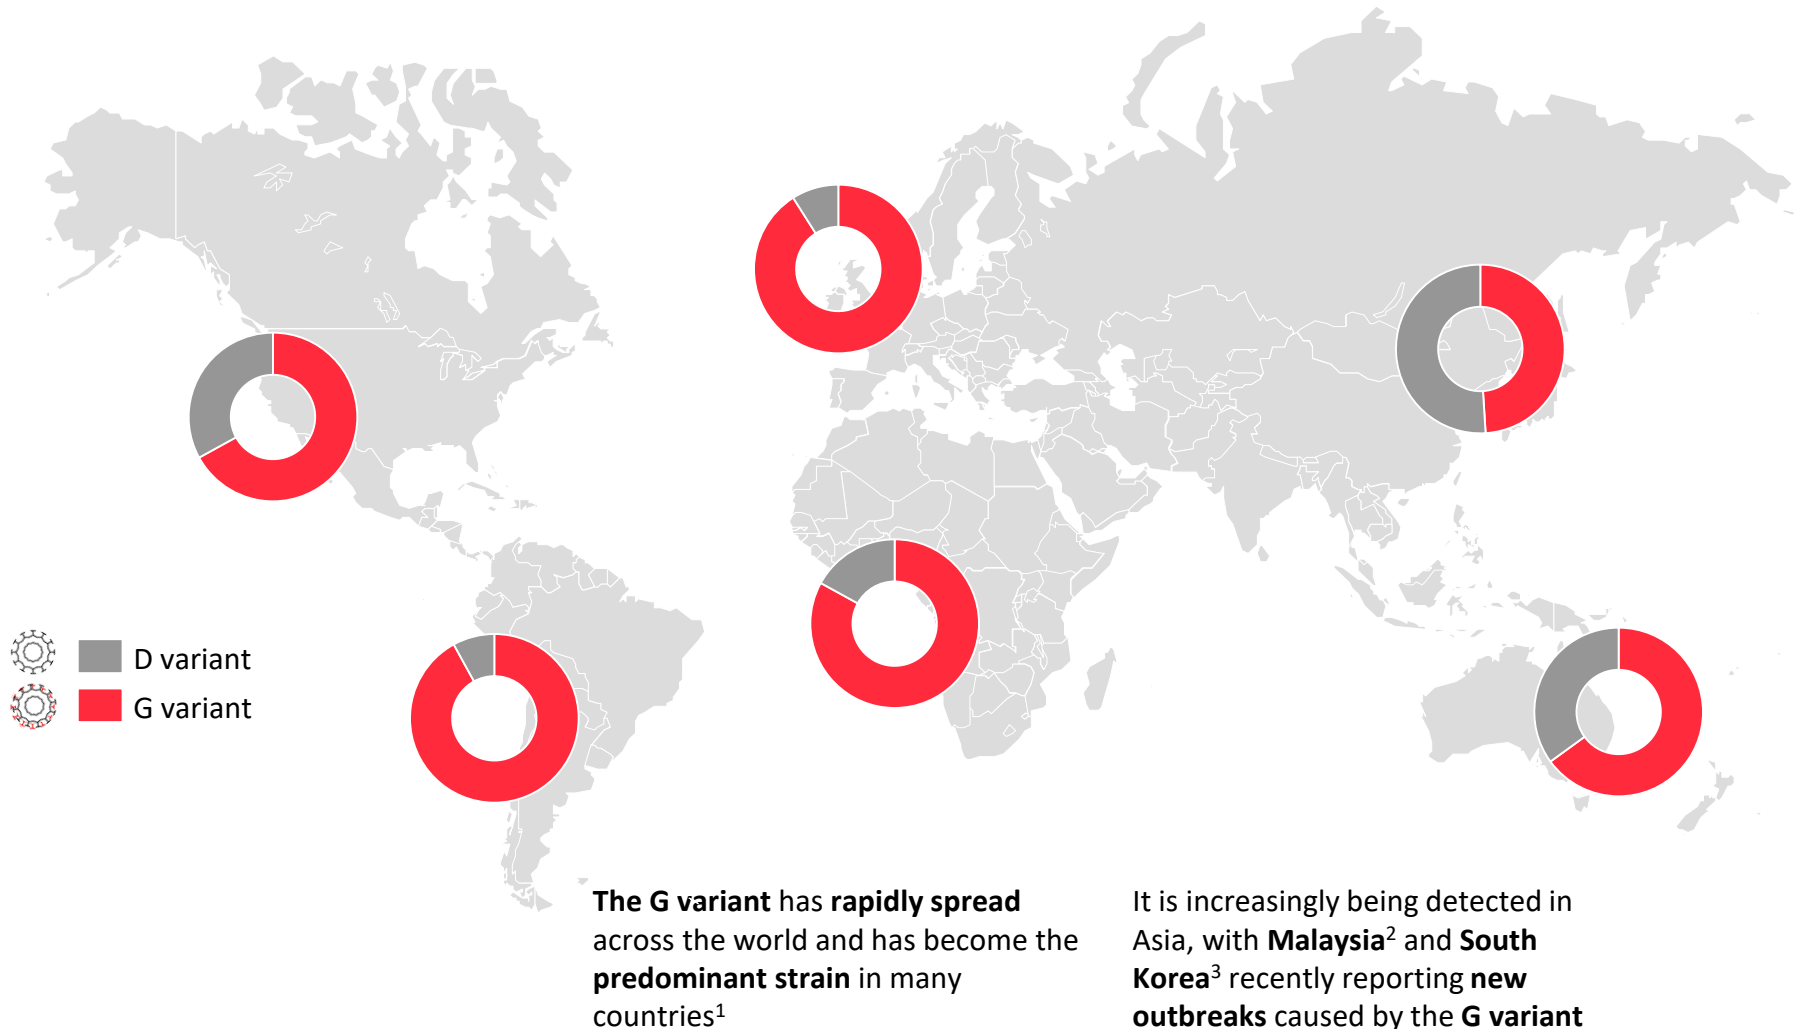 D variant
G variant
The G variant has rapidly spread
across the world and has become the
predominant strain in many
countries¹
It is increasingly being detected in
Asia, with Malaysia² and South
Korea³ recently reporting new
outbreaks caused by the G variant